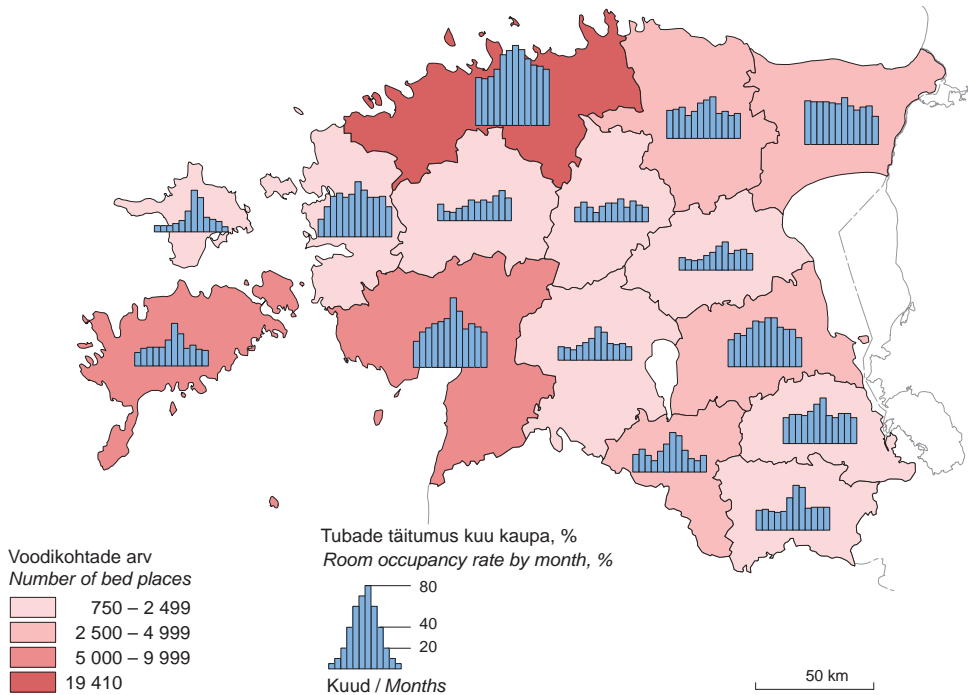 Voodikohtade arv
Number of bed places
750 – 2 499
2 500 – 4 999
5 000 – 9 999
19 410
Tubade täitumus kuu kaupa, %
Room occupancy rate by month, %
80
40
20
Kuud / Months
50 km